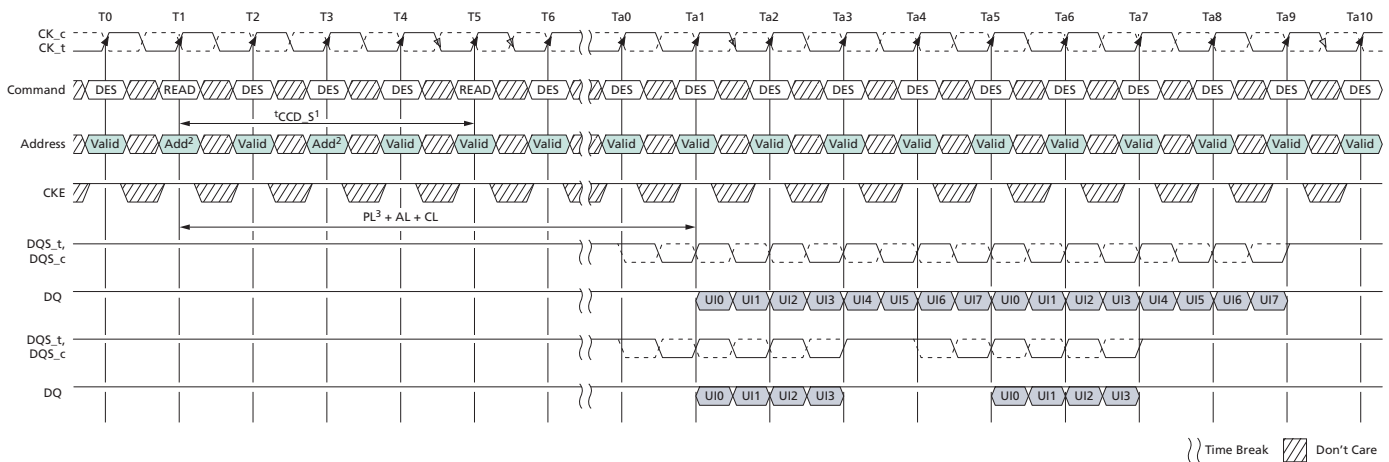 T0 T1 T2 T3 T4 T5 T6 Ta0 Ta1 Ta2 Ta3 Ta4 Ta5 Ta6 Ta7 Ta8 Ta9 Ta10
CK_c
CK_t
Command DES READ DES DES DES READ DES DES DES DES DES DES DES DES DES DES DES DES
tCCD_S1
Address Valid Add2 Valid Add2 Valid Valid Valid Valid Valid Valid Valid Valid Valid Valid Valid Valid Valid Valid
CKE
PL3 + AL + CL
DQS_t,
DQS_c
DQ UI0 UI1 UI2 UI3 UI4 UI5 UI6 UI7 UI0 UI1 UI2 UI3 UI4 UI5 UI6 UI7
DQS_t,
DQS_c
DQ UI0 UI1 UI2 UI3 UI0 UI1 UI2 UI3
Time Break Don't Care